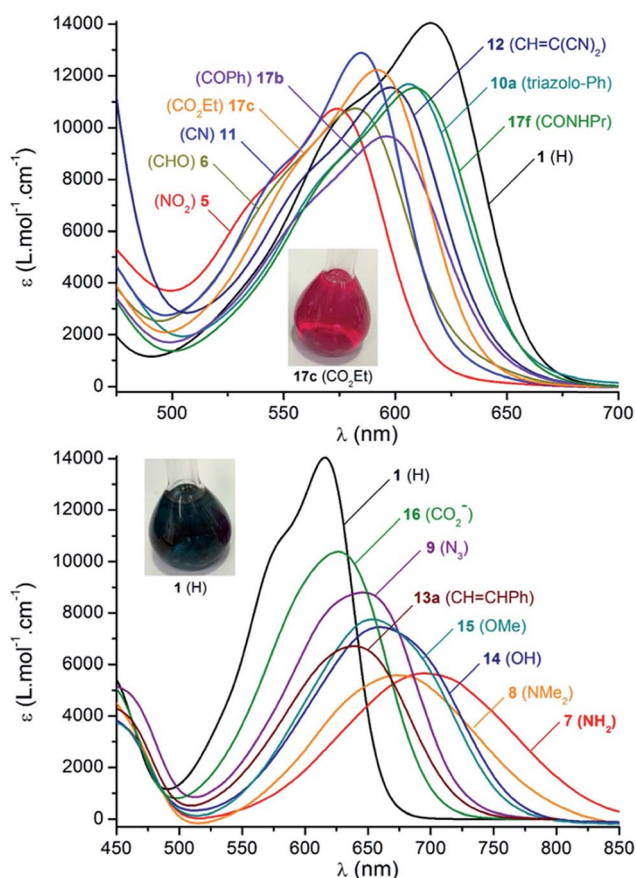 14000
12000
10000
8000
6000
4000
2000
0
ε (L.mol⁻¹.cm⁻¹)
12 (CH=C(CN)₂)
(COPh) 17b
10a (triazolo-Ph)
(CO₂Et) 17c
17f (CONHPr)
(CN) 11
1 (H)
(CHO) 6
(NO₂) 5
17c (CO₂Et)
500 550 600 650 700
λ (nm)
14000
12000
10000
8000
6000
4000
2000
0
ε (L.mol⁻¹.cm⁻¹)
1 (H)
16 (CO₂⁻)
9 (N₃)
1 (H)
13a (CH=CHPh)
15 (OMe)
14 (OH)
8 (NMe₂)
7 (NH₂)
450 500 550 600 650 700 750 800 850
λ (nm)